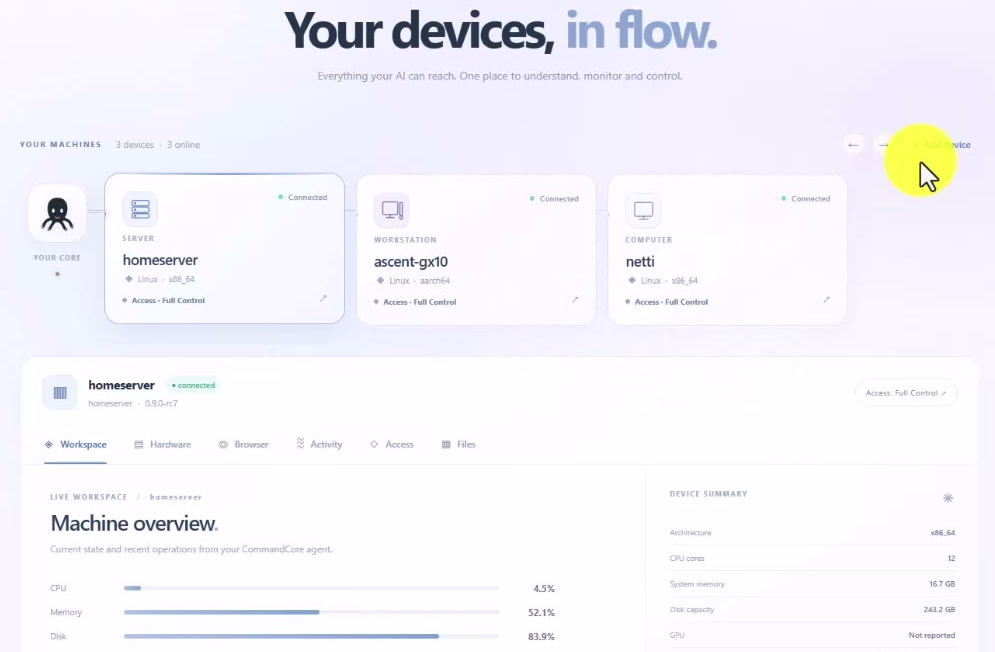 Your devices, in flow.
Everything your AI can reach. One place to understand, monitor and control.
YOUR MACHINES 3 devices · 3 online
← → Add device
Connected
SERVER
homeserver
Linux · x86_64
Access · Full Control ↗
Connected
WORKSTATION
ascent-gx10
Linux · aarch64
Access · Full Control ↗
Connected
COMPUTER
netti
Linux · x86_64
Access · Full Control ↗
YOUR CORE
homeserver • connected
homeserver · 0.9.0-rc7
Access: Full Control ↗
Workspace Hardware Browser Activity Access Files
LIVE WORKSPACE / homeserver
Machine overview.
Current state and recent operations from your CommandCore agent.
CPU 4.5%
Memory 52.1%
Disk 83.9%
DEVICE SUMMARY
Architecture x86_64
CPU cores 12
System memory 16.7 GB
Disk capacity 243.2 GB
GPU Not reported